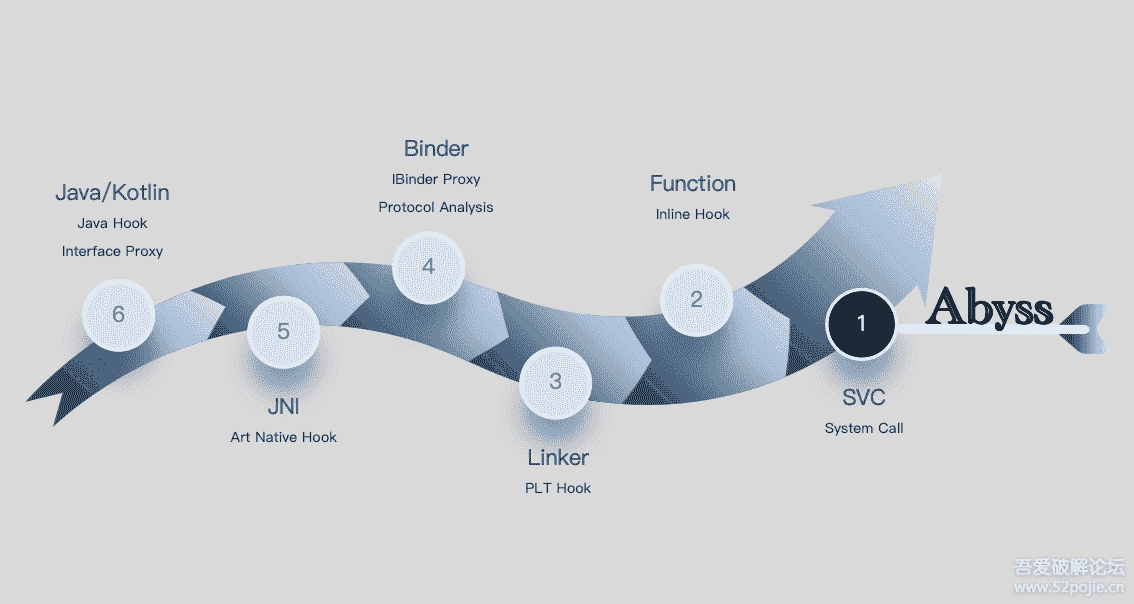 Java/Kotlin
Java Hook
Interface Proxy
6
JNI
Art Native Hook
5
Binder
IBinder Proxy
Protocol Analysis
4
Linker
PLT Hook
3
Function
Inline Hook
2
SVC
System Call
1
Abyss
吾爱破解论坛
www.52pojie.cn